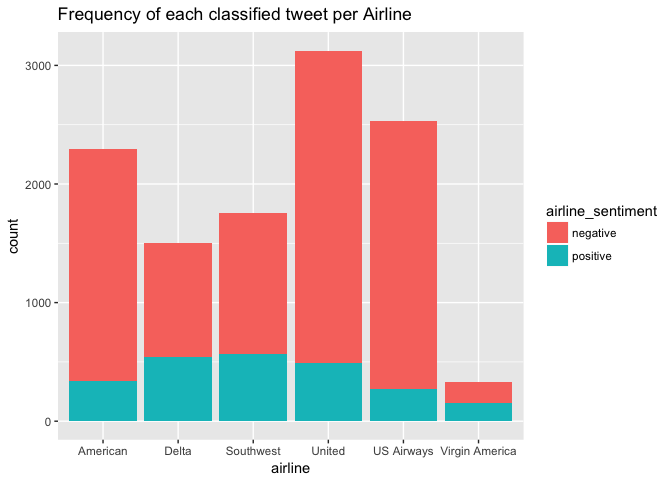 Frequency of each classified tweet per Airline
3000
2000
1000
0
count
American Delta Southwest United US Airways Virgin America
airline
airline_sentiment
negative
positive